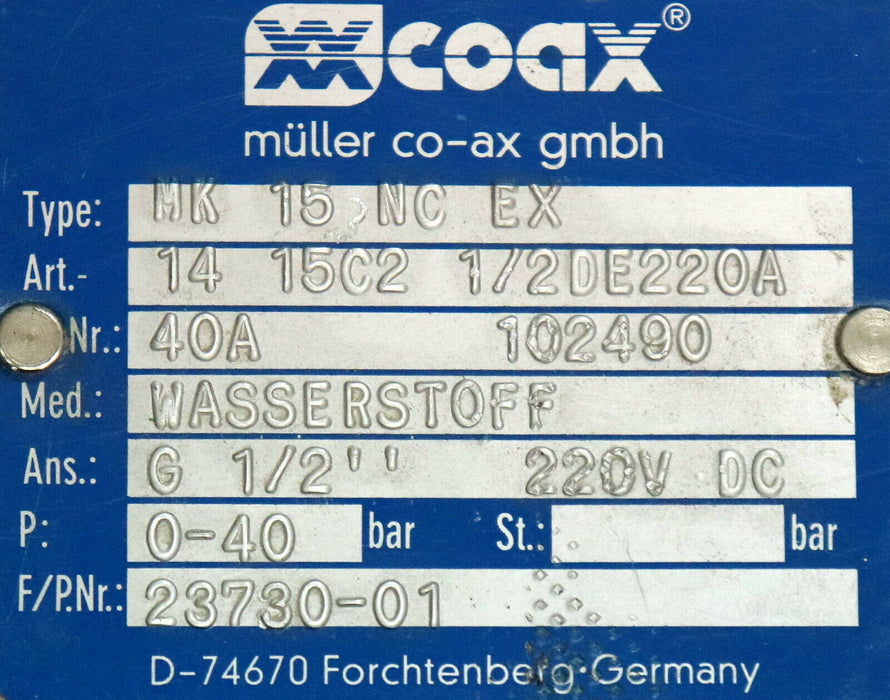 coax®
müller co-ax gmbh
Type: MK 15 NC EX
Art.- 14 15C2 1/2DE220A
Nr.: 40A 102490
Med.: WASSERSTOFF
Ans.: G 1/2'' 220V DC
P: 0-40 bar St.: bar
F/P.Nr.: 23730-01
D-74670 Forchtenberg·Germany